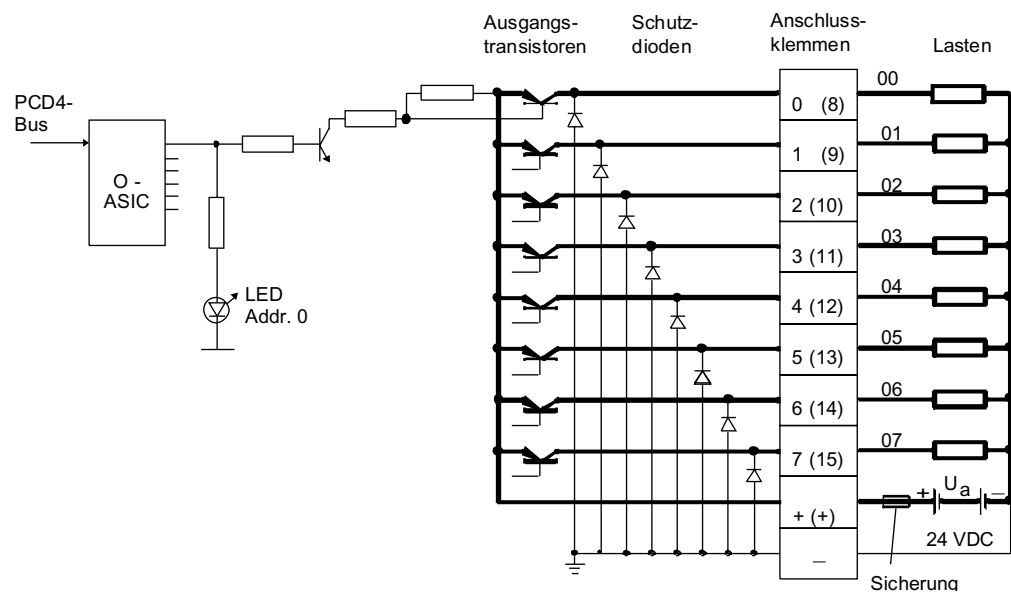 Ausgangs-
transistoren
Schutz-
dioden
Anschluss-
klemmen
Lasten
PCD4-
Bus
O -
ASIC
LED
Addr. 0
0 (8)
00
1 (9)
01
2 (10)
02
3 (11)
03
4 (12)
04
5 (13)
05
6 (14)
06
7 (15)
07
+ (+)
+ Ua –
–
24 VDC
Sicherung